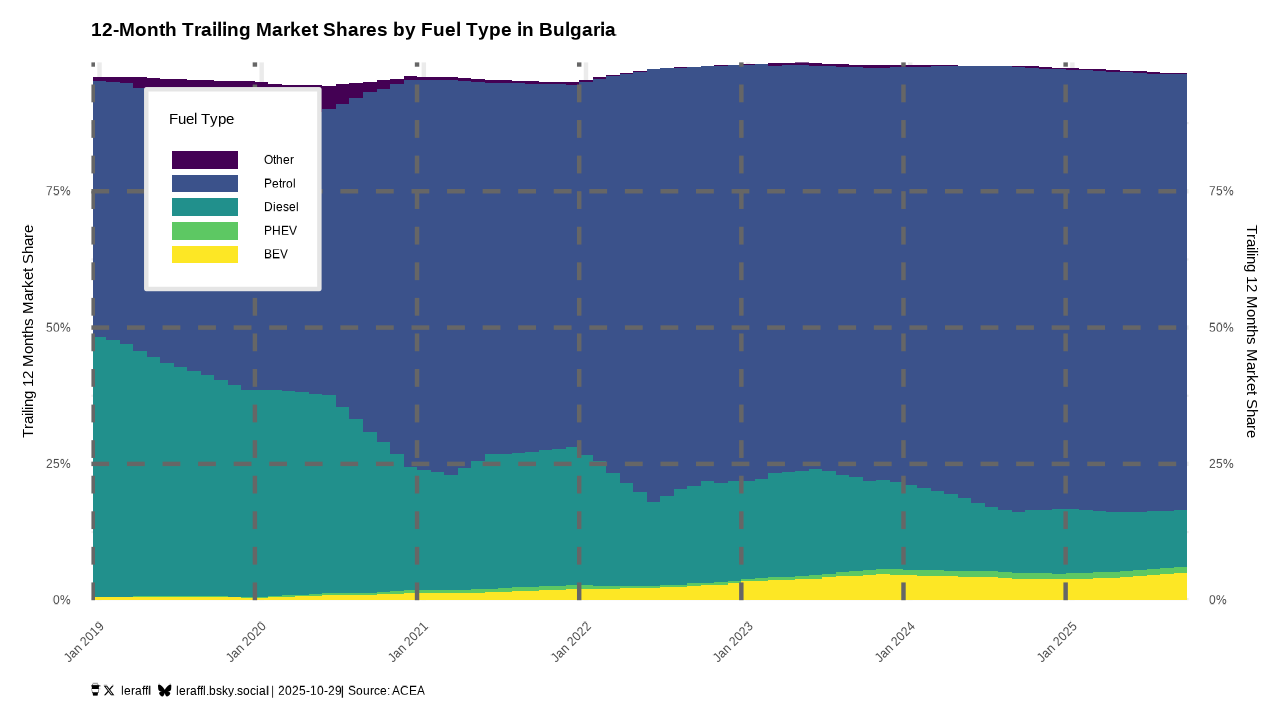 12-Month Trailing Market Shares by Fuel Type in Bulgaria
Fuel Type
Other
Petrol
Diesel
PHEV
BEV
Trailing 12 Months Market Share
75%
50%
25%
0%
75%
50%
25%
0%
Trailing 12 Months Market Share
Jan 2019
Jan 2020
Jan 2021
Jan 2022
Jan 2023
Jan 2024
Jan 2025
leraffl leraffl.bsky.social | 2025-10-29| Source: ACEA